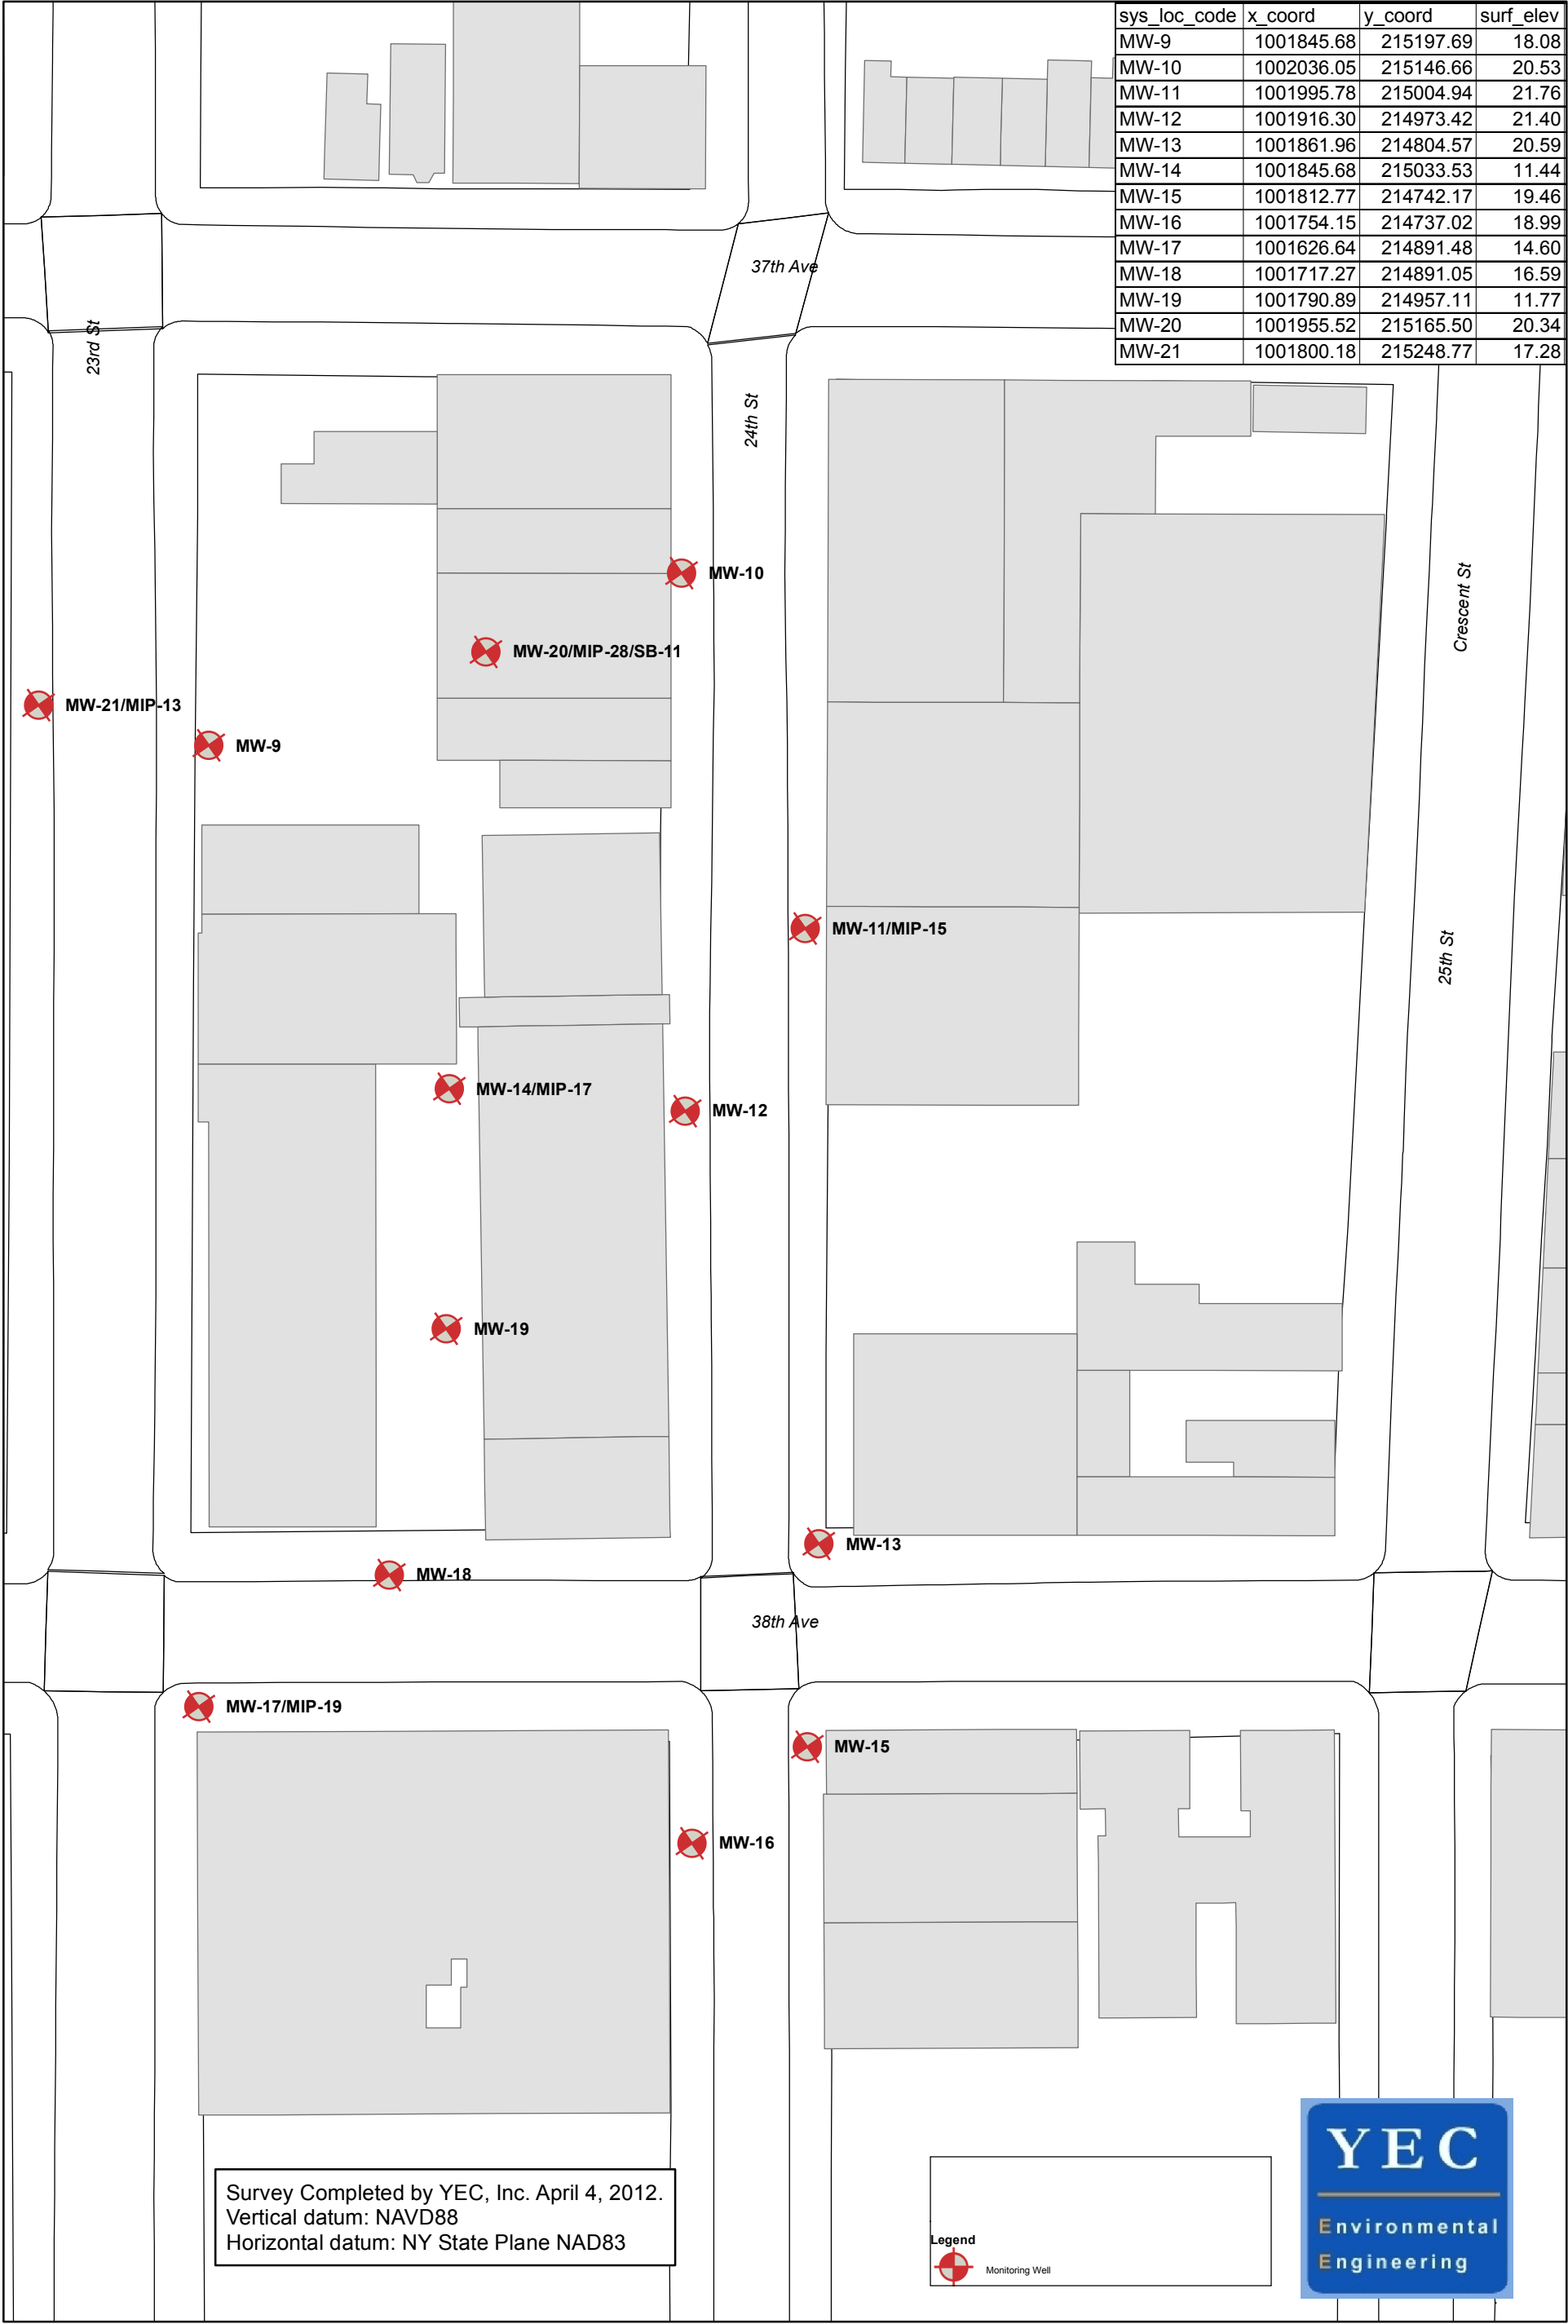 sys_loc_code x_coord y_coord surf_elev
MW-9 1001845.68 215197.69 18.08
MW-10 1002036.05 215146.66 20.53
MW-11 1001995.78 215004.94 21.76
MW-12 1001916.30 214973.42 21.40
MW-13 1001861.96 214804.57 20.59
MW-14 1001845.68 215033.53 11.44
MW-15 1001812.77 214742.17 19.46
MW-16 1001754.15 214737.02 18.99
MW-17 1001626.64 214891.48 14.60
MW-18 1001717.27 214891.05 16.59
MW-19 1001790.89 214957.11 11.77
MW-20 1001955.52 215165.50 20.34
MW-21 1001800.18 215248.77 17.28
37th Ave
23rd St
24th St
MW-10
Crescent St
MW-20/MIP-28/SB-11
MW-21/MIP-13
MW-9
MW-11/MIP-15
25th St
MW-14/MIP-17
MW-12
MW-19
MW-13
MW-18
38th Ave
MW-17/MIP-19
MW-15
MW-16
Survey Completed by YEC, Inc. April 4, 2012.
Vertical datum: NAVD88
Horizontal datum: NY State Plane NAD83
Legend
Monitoring Well
YEC
Environmental
Engineering